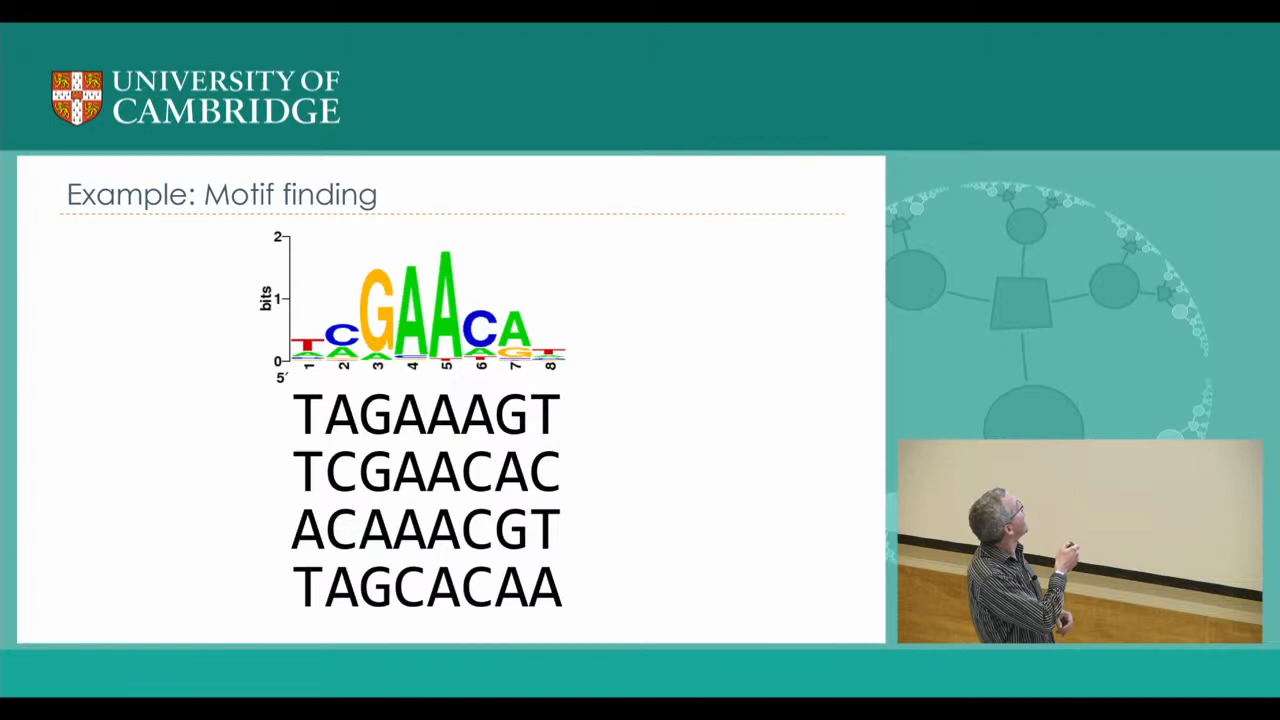 UNIVERSITY OF
CAMBRIDGE
Example: Motif finding
2
bits
1
0
5′
1 2 3 4 5 6 7 8
TCGAACAT
TAGAAAGT
TCGAACAC
ACAAACGT
TAGCACAA